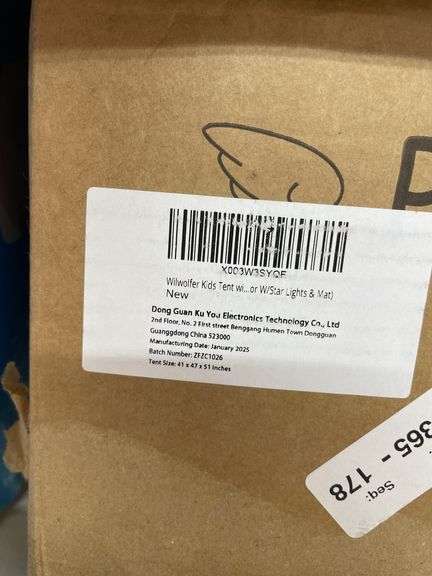 P
X003W3SYQF
Wilwolfer Kids Tent wi...or W/Star Lights & Mat)
New
Dong Guan Ku You Electronics Technology Co., Ltd
2nd Floor, No. 2 First street Benggang Humen Town Dongguan
Guanggdong China 523000
Manufacturing Date: January 2025
Batch Number: ZFZC1026
Tent Size: 41 x 47 x 51 inches
Seq:
365 - 178